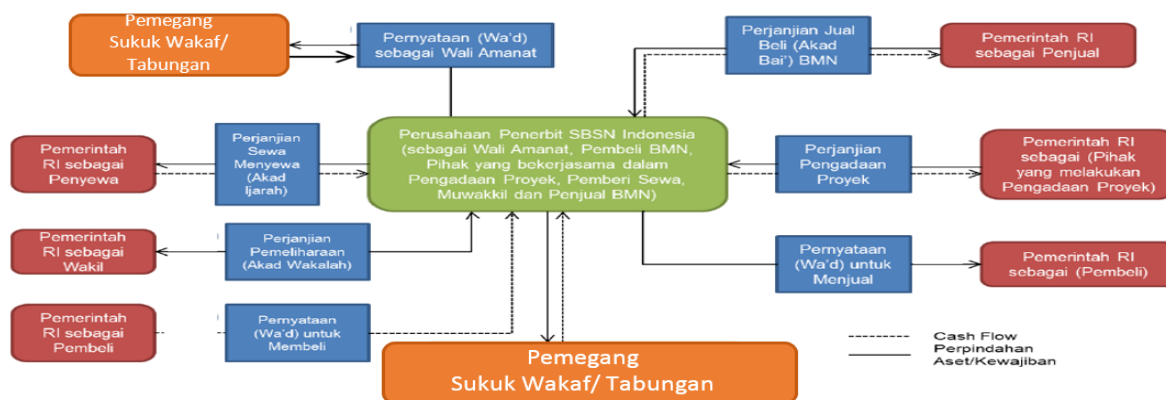 Pemegang
Sukuk Wakaf/
Tabungan
Pernyataan (Wa'd)
sebagai Wali Amanat
Perjanjian Jual
Beli (Akad
Bai') BMN
Pemerintah RI
sebagai Penjual
Pemerintah
RI sebagai
Penyewa
Perjanjian
Sewa
Menyewa
(Akad
Ijarah)
Perusahaan Penerbit SBSN Indonesia
(sebagai Wali Amanat, Pembeli BMN,
Pihak yang bekerjasama dalam
Pengadaan Proyek, Pemberi Sewa,
Muwakkil dan Penjual BMN)
Perjanjian
Pengadaan
Proyek
Pemerintah RI
sebagai (Pihak
yang melakukan
Pengadaan Proyek)
Pemerintah
RI sebagai
Wakil
Perjanjian
Pemeliharaan
(Akad Wakalah)
Pernyataan
(Wa'd) untuk
Menjual
Pemerintah RI
sebagai (Pembeli)
Pemerintah
RI sebagai
Pembeli
Pernyataan
(Wa'd) untuk
Membeli
Pemegang
Sukuk Wakaf/ Tabungan
Cash Flow
Perpindahan
Aset/Kewajiban